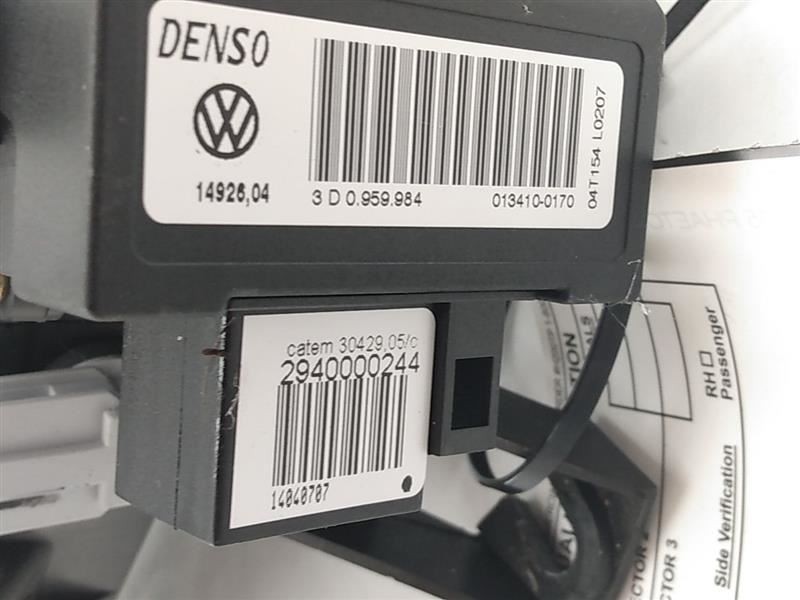 DENSO
14926,04
3 D 0.959.984
013410-0170
04T154 L0207
catem 30429.05/c
2940000244
14040707
PHAETO
RH
Passenger
Side Verification